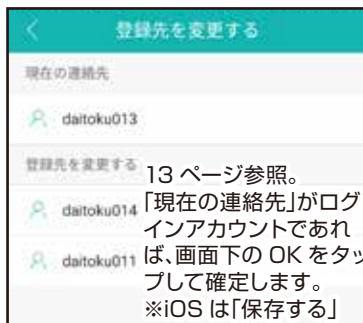 登録先を変更する
現在の連絡先
daitoku013
登録先を変更する
daitoku014
daitoku011
13 ページ参照。
「現在の連絡先」がログ
インアカウントであれ
ば、画面下の OK をタッ
プして確定します。
※iOS は「保存する」